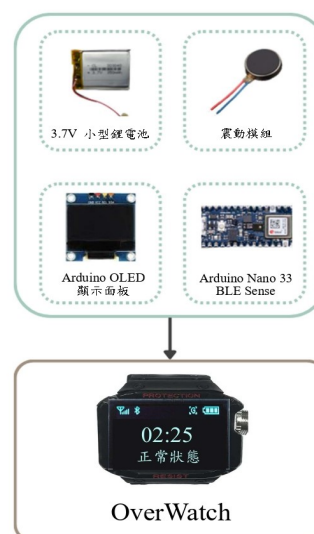 3.7V 小型鋰電池
震動模組
Arduino OLED
顯示面板
Arduino Nano 33
BLE Sense
PROTECTION
02:25
正常狀態
RESIST
OverWatch